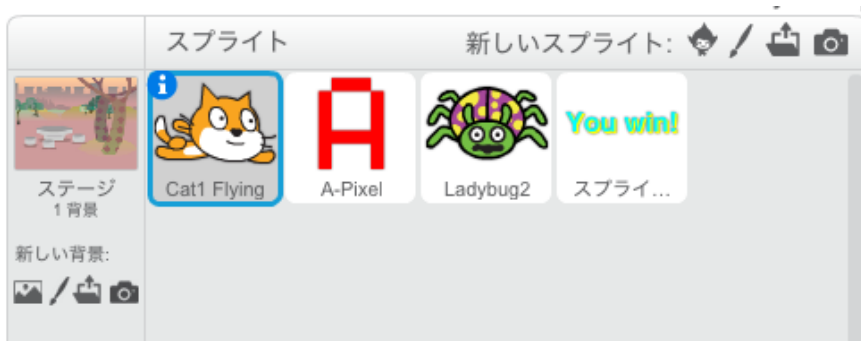 スプライト
新しいスプライト:
ステージ
1 背景
新しい背景:
Cat1 Flying
A-Pixel
Ladybug2
You win!
スプライ...